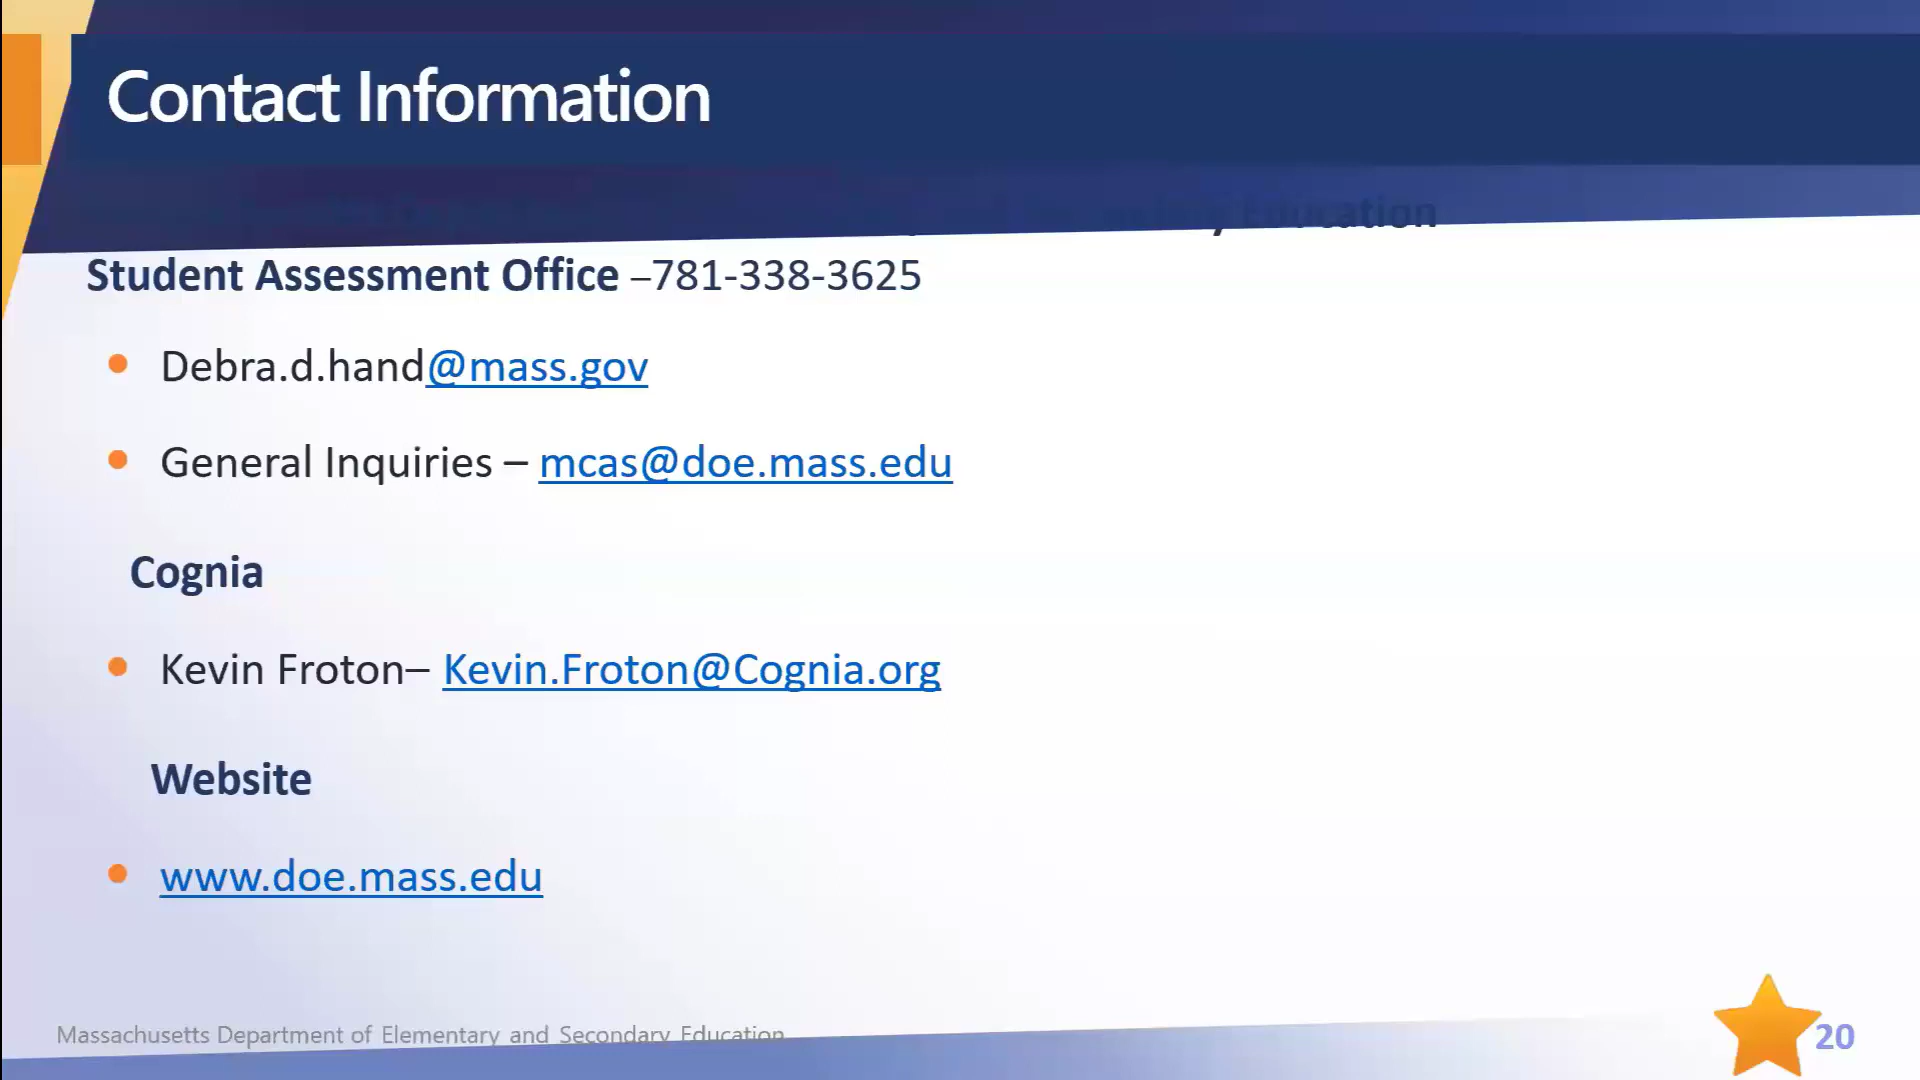 Contact Information
Education
Student Assessment Office –781-338-3625
Debra.d.hand@mass.gov
General Inquiries – mcas@doe.mass.edu
Cognia
Kevin Froton– Kevin.Froton@Cognia.org
Website
www.doe.mass.edu
Massachusetts Department of Elementary and Secondary Education
20